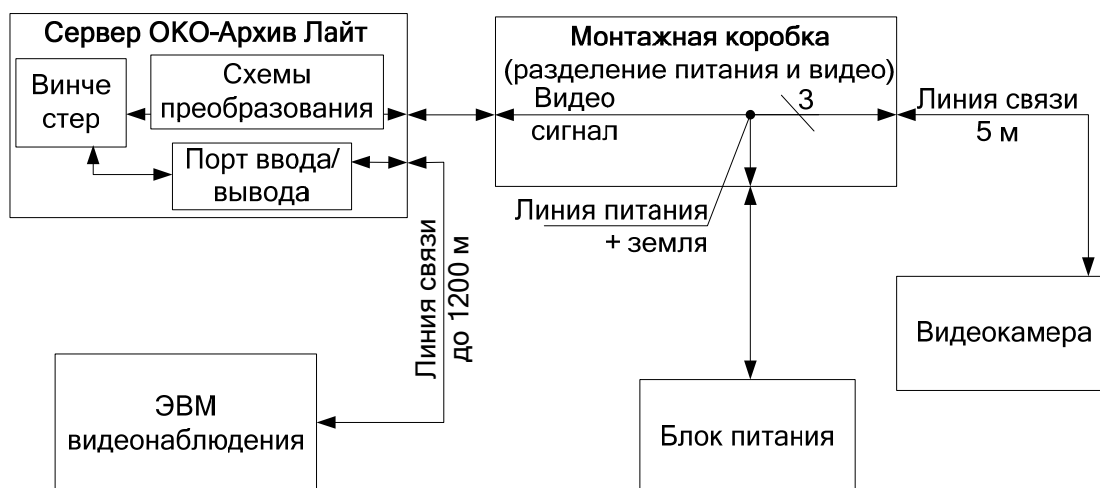 Сервер ОКО-Архив Лайт
Винче
стер
Схемы
преобразования
Порт ввода/
вывода
Монтажная коробка
(разделение питания и видео)
Видео
сигнал
3
Линия связи
5 м
Линия питания
+ земля
Линия связи
до 1200 м
Видеокамера
ЭВМ
видеонаблюдения
Блок питания